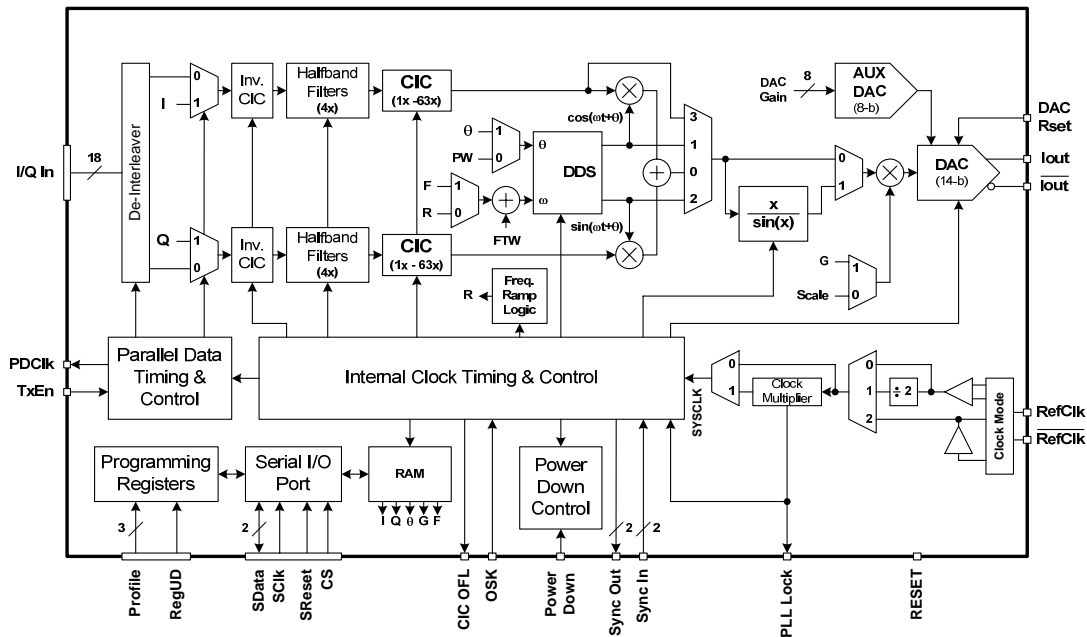 I/Q In
18
De-Interleaver
0
I
1
Inv.
CIC
Halfband
Filters
(4x)
CIC
(1x -63x)
Q
1
0
Inv.
CIC
Halfband
Filters
(4x)
CIC
(1x - 63x)
θ
1
PW
0
θ
DDS
ω
F
1
R
0
FTW
cos(ωt+θ)
sin(ωt+θ)
3
1
0
2
x
sin(x)
0
1
DAC
Gain
8
AUX
DAC
(8-b)
DAC
(14-b)
DAC
Rset
Iout
Iout
G
1
Scale
0
R
Freq.
Ramp
Logic
PDClk
TxEn
Parallel Data
Timing &
Control
Internal Clock Timing & Control
SYSCLK
0
1
Clock
Multiplier
0
1
2
÷ 2
Clock Mode
RefClk
RefClk
Programming
Registers
Serial I/O
Port
RAM
I Q θ G F
Power
Down
Control
3
2
2
2
Profile
RegUD
SData
SClk
SReset
CS
CIC OFL
OSK
Power
Down
Sync Out
Sync In
PLL Lock
RESET